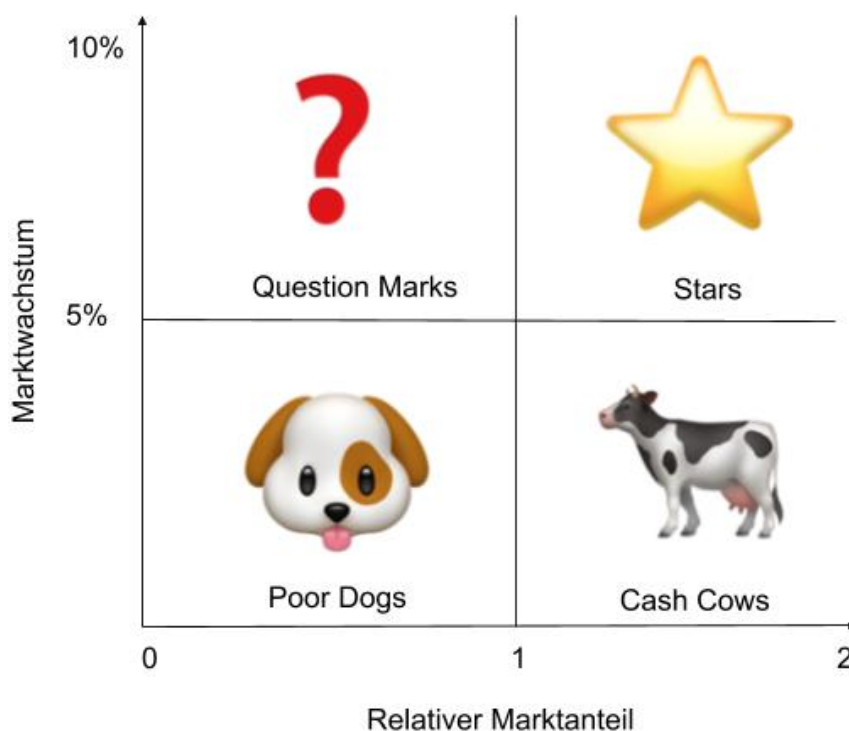 10%
Question Marks
Stars
5%
Marktwachstum
Poor Dogs
Cash Cows
0
1
2
Relativer Marktanteil